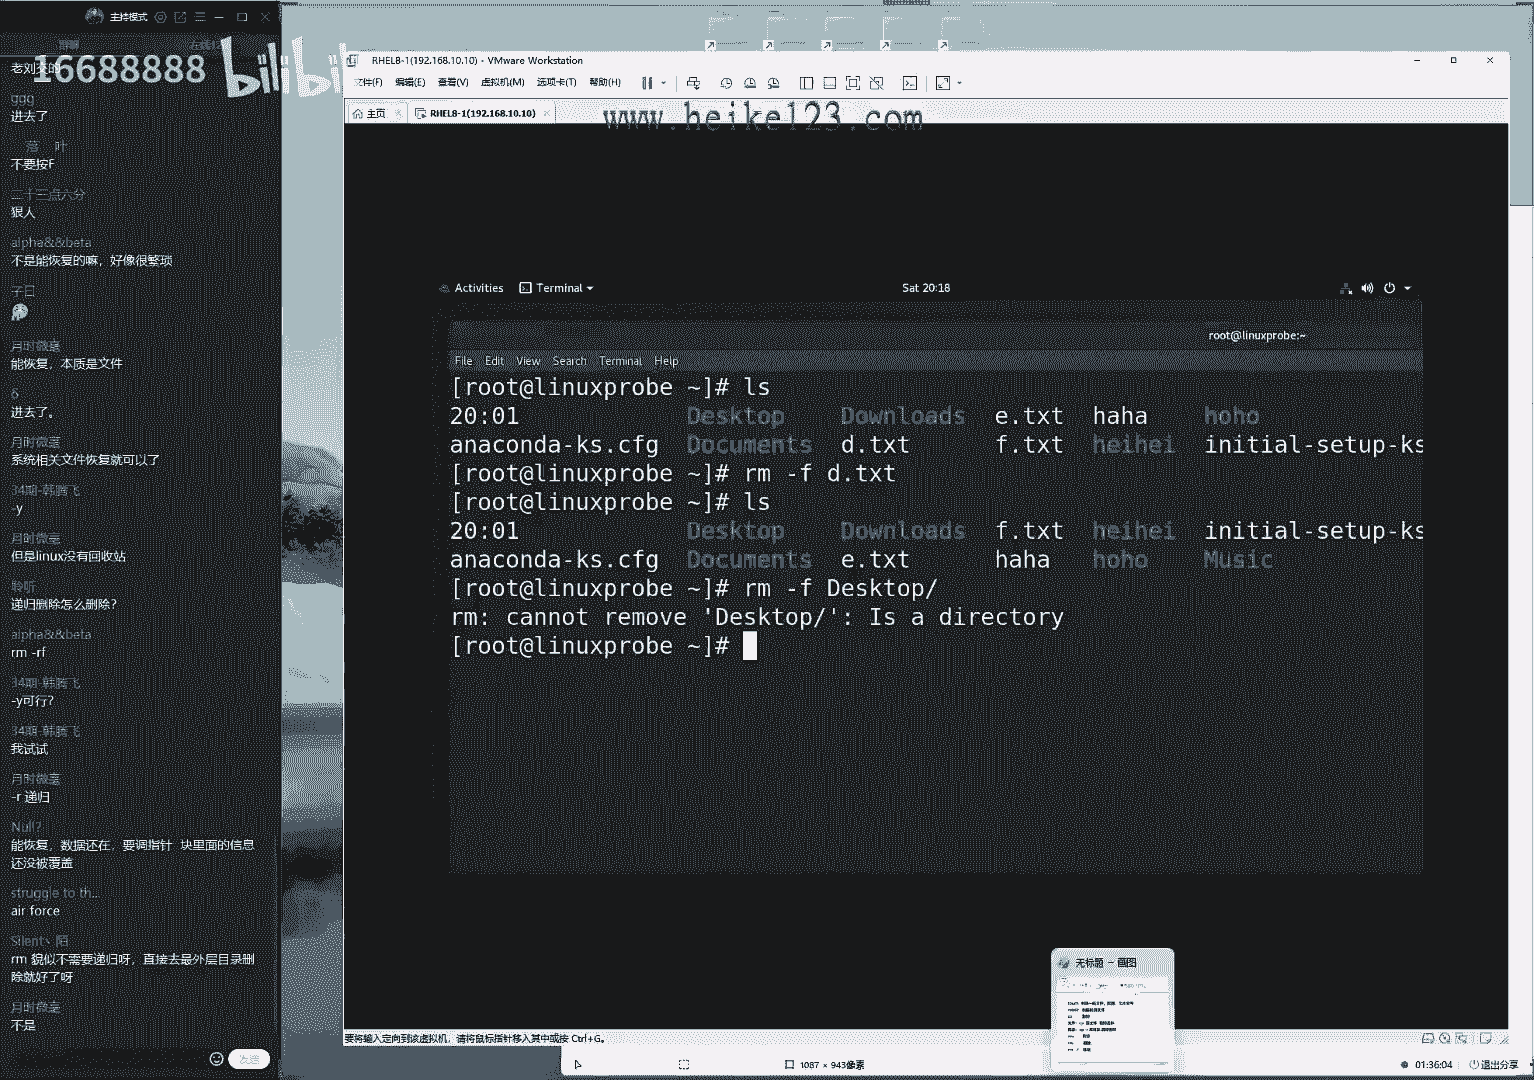 主持模式
老刘交的
16688888
bilibili
ggg
进去了
落 叶
不要按F
二十三点六分
狠人
alpha&&beta
不是能恢复的嘛，好像很繁琐
子曰
月时微亳
能恢复，本质是文件
6
进去了。
月时微亳
系统相关文件恢复就可以了
34期-韩腾飞
-y
月时微亳
但是linux没有回收站
聆听
递归删除怎么删除？
alpha&&beta
rm -rf
34期-韩腾飞
-y可行？
34期-韩腾飞
我试试
月时微亳
-r 递归
Null?
能恢复，数据还在，要调指针 块里面的信息
还没被覆盖
struggle to th...
air force
Silent、陌
rm 貌似不需要递归呀，直接去最外层目录删
除就好了呀
月时微亳
不是
发送
RHEL8-1(192.168.10.10) - VMware Workstation
文件(F) 编辑(E) 查看(V) 虚拟机(M) 选项卡(T) 帮助(H)
主页 RHEL8-1(192.168.10.10)
www.heike123.com
Activities Terminal Sat 20:18
root@linuxprobe:~
File Edit View Search Terminal Help
[root@linuxprobe ~]# ls
20:01 Desktop Downloads e.txt haha hoho
anaconda-ks.cfg Documents d.txt f.txt heihei initial-setup-ks
[root@linuxprobe ~]# rm -f d.txt
[root@linuxprobe ~]# ls
20:01 Desktop Downloads f.txt heihei initial-setup-ks
anaconda-ks.cfg Documents e.txt haha hoho Music
[root@linuxprobe ~]# rm -f Desktop/
rm: cannot remove 'Desktop/': Is a directory
[root@linuxprobe ~]#
无标题 - 画图
要将输入定向到该虚拟机，请将鼠标指针移入其中或按 Ctrl+G。
1087 × 943像素
01:36:04 退出分享